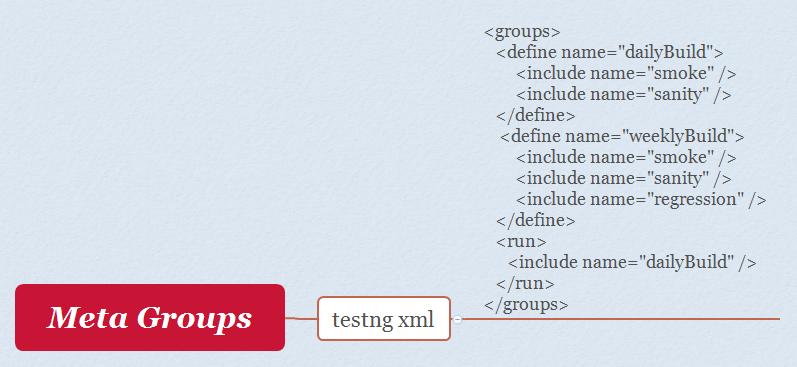 <groups>
<define name="dailyBuild">
<include name="smoke" />
<include name="sanity" />
</define>
<define name="weeklyBuild">
<include name="smoke" />
<include name="sanity" />
<include name="regression" />
</define>
<run>
<include name="dailyBuild" />
</run>
</groups>
Meta Groups
testng xml